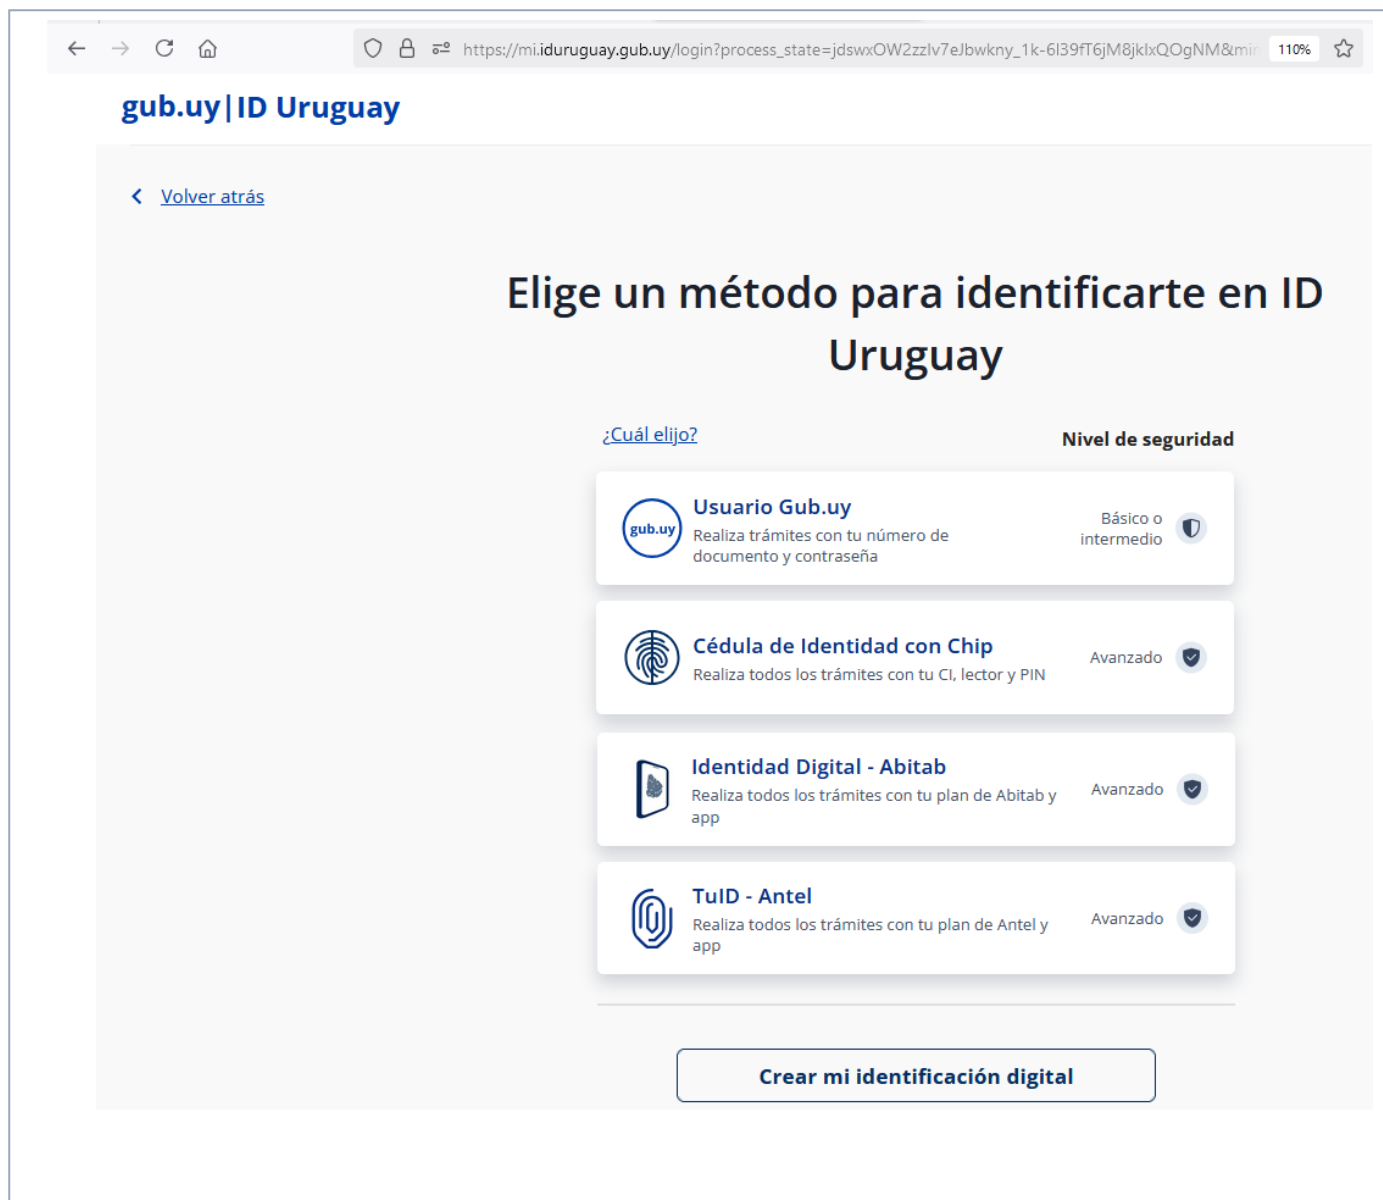 https://mi.iduruguay.gub.uy/login?process_state=jdswxOW2zzIv7eJbwkny_1k-6I39fT6jM8jkIxQOgNM&mir 110%
gub.uy|ID Uruguay
Volver atrás
Elige un método para identificarte en ID
Uruguay
¿Cuál elijo?
Nivel de seguridad
gub.uy
Usuario Gub.uy
Realiza trámites con tu número de
documento y contraseña
Básico o
intermedio
Cédula de Identidad con Chip
Realiza todos los trámites con tu CI, lector y PIN
Avanzado
Identidad Digital - Abitab
Realiza todos los trámites con tu plan de Abitab y
app
Avanzado
TuID - Antel
Realiza todos los trámites con tu plan de Antel y
app
Avanzado
Crear mi identificación digital